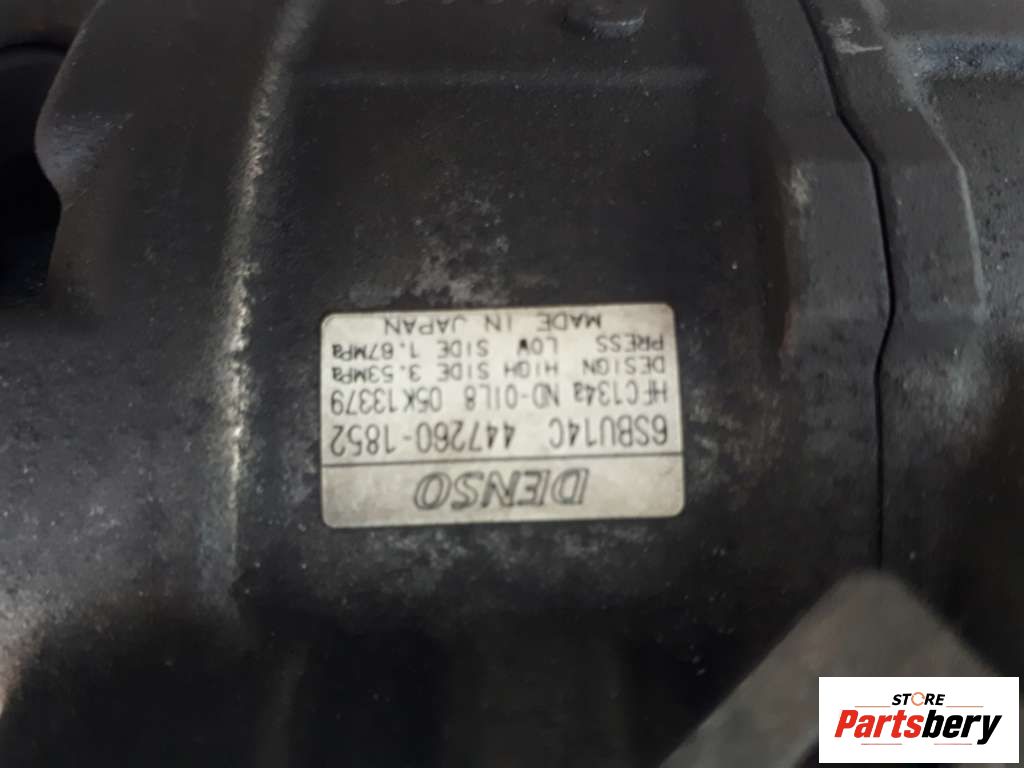 DENSO
6SBU14C 447260-1852
HFC134a ND-OIL8 05K13379
DESIGN HIGH SIDE 3.53MPa
PRESS LOW SIDE 1.67MPa
MADE IN JAPAN
STORE
Partsbery